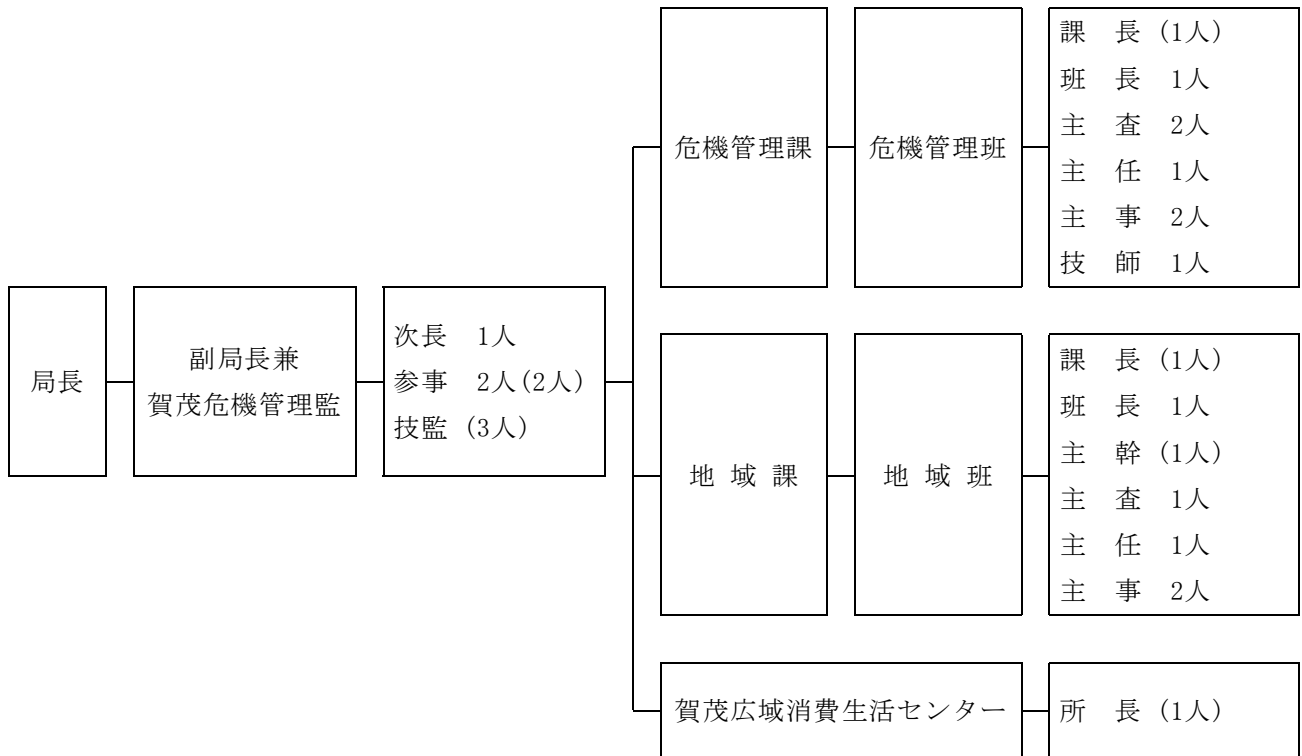 局長
副局長兼
賀茂危機管理監
次長 1人
参事 2人(2人)
技監 (3人)
危機管理課
危機管理班
課 長 (1人)
班 長 1人
主 査 2人
主 任 1人
主 事 2人
技 師 1人
地 域 課
地 域 班
課 長 (1人)
班 長 1人
主 幹 (1人)
主 査 1人
主 任 1人
主 事 2人
賀茂広域消費生活センター
所 長 (1人)